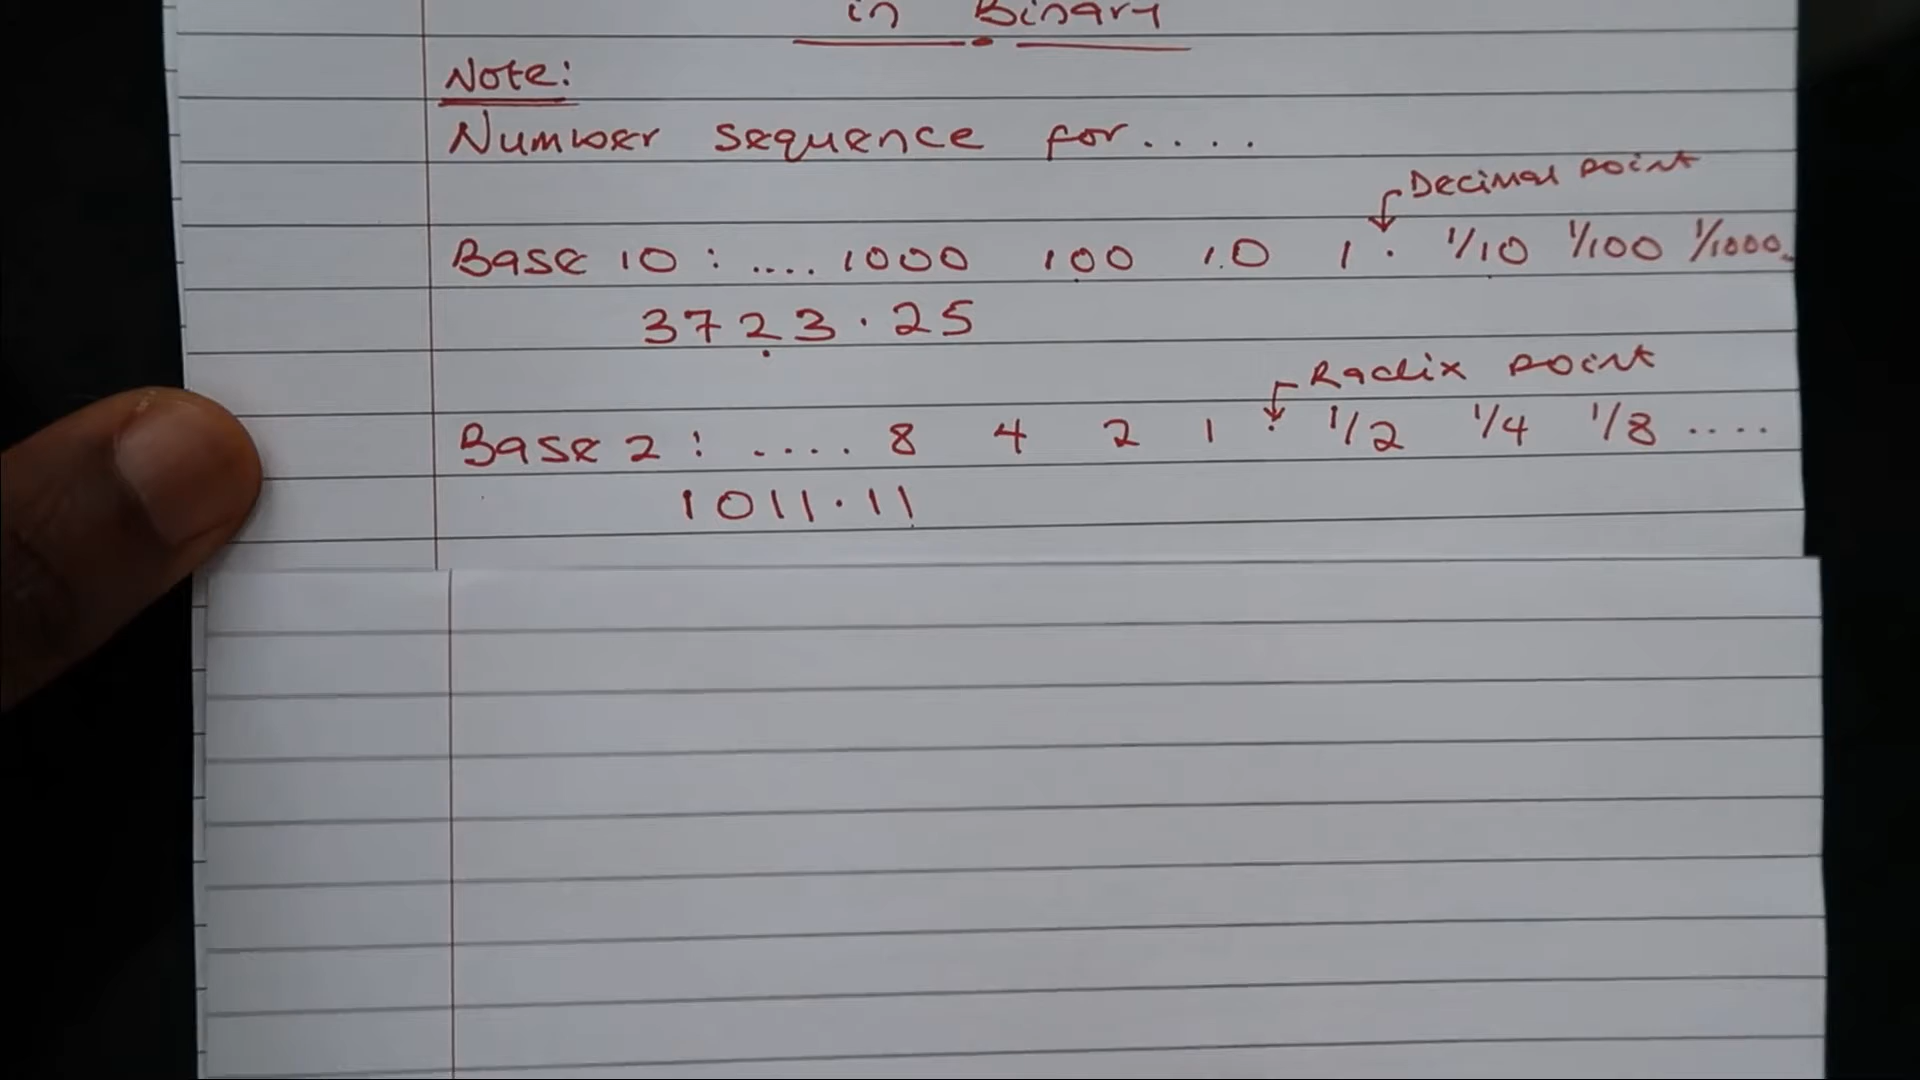 in Binary
Note:
Number sequence for....
Decimal point
Base 10 : .... 1000 100 10 1 . 1/10 1/100 1/1000..
3723.25
Radix point
Base 2 : .... 8 4 2 1 . 1/2 1/4 1/8 ....
1011.11